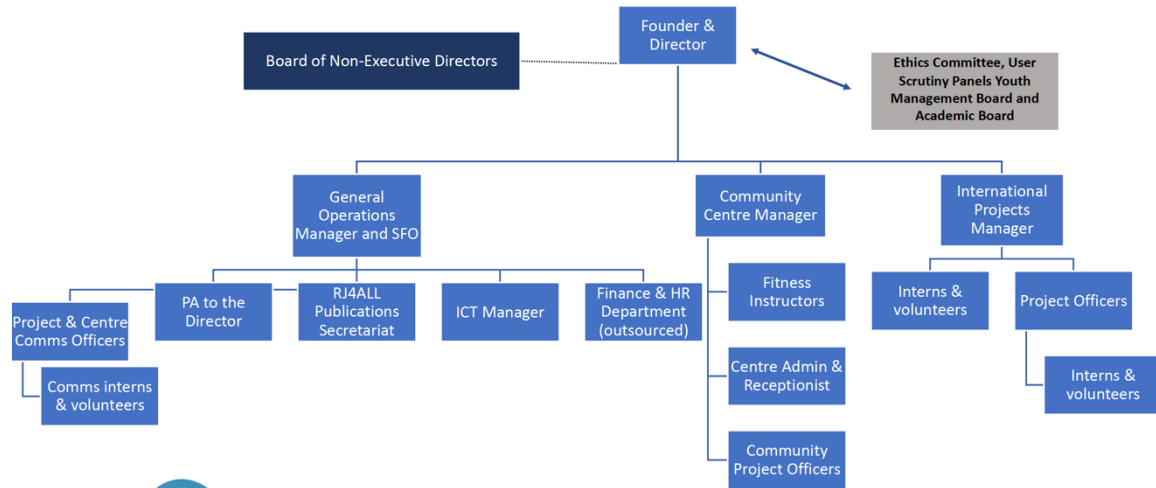 Founder &
Director
Board of Non-Executive Directors
Ethics Committee, User
Scrutiny Panels Youth
Management Board and
Academic Board
General
Operations
Manager and SFO
Community
Centre Manager
International
Projects
Manager
Project & Centre
Comms Officers
PA to the
Director
RJ4ALL
Publications
Secretariat
ICT Manager
Finance & HR
Department
(outsourced)
Fitness
Instructors
Interns &
volunteers
Project Officers
Comms interns
& volunteers
Centre Admin &
Receptionist
Interns &
volunteers
Community
Project Officers